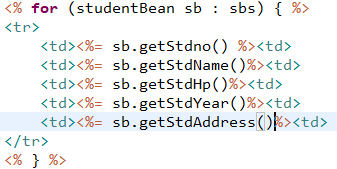 <% for (studentBean sb : sbs) { %>
<tr>
<td><%= sb.getStdno() %><td>
<td><%= sb.getStdName()%><td>
<td><%= sb.getStdHp()%><td>
<td><%= sb.getStdYear()%><td>
<td><%= sb.getStdAddress()%><td>
</tr>
<% } %>